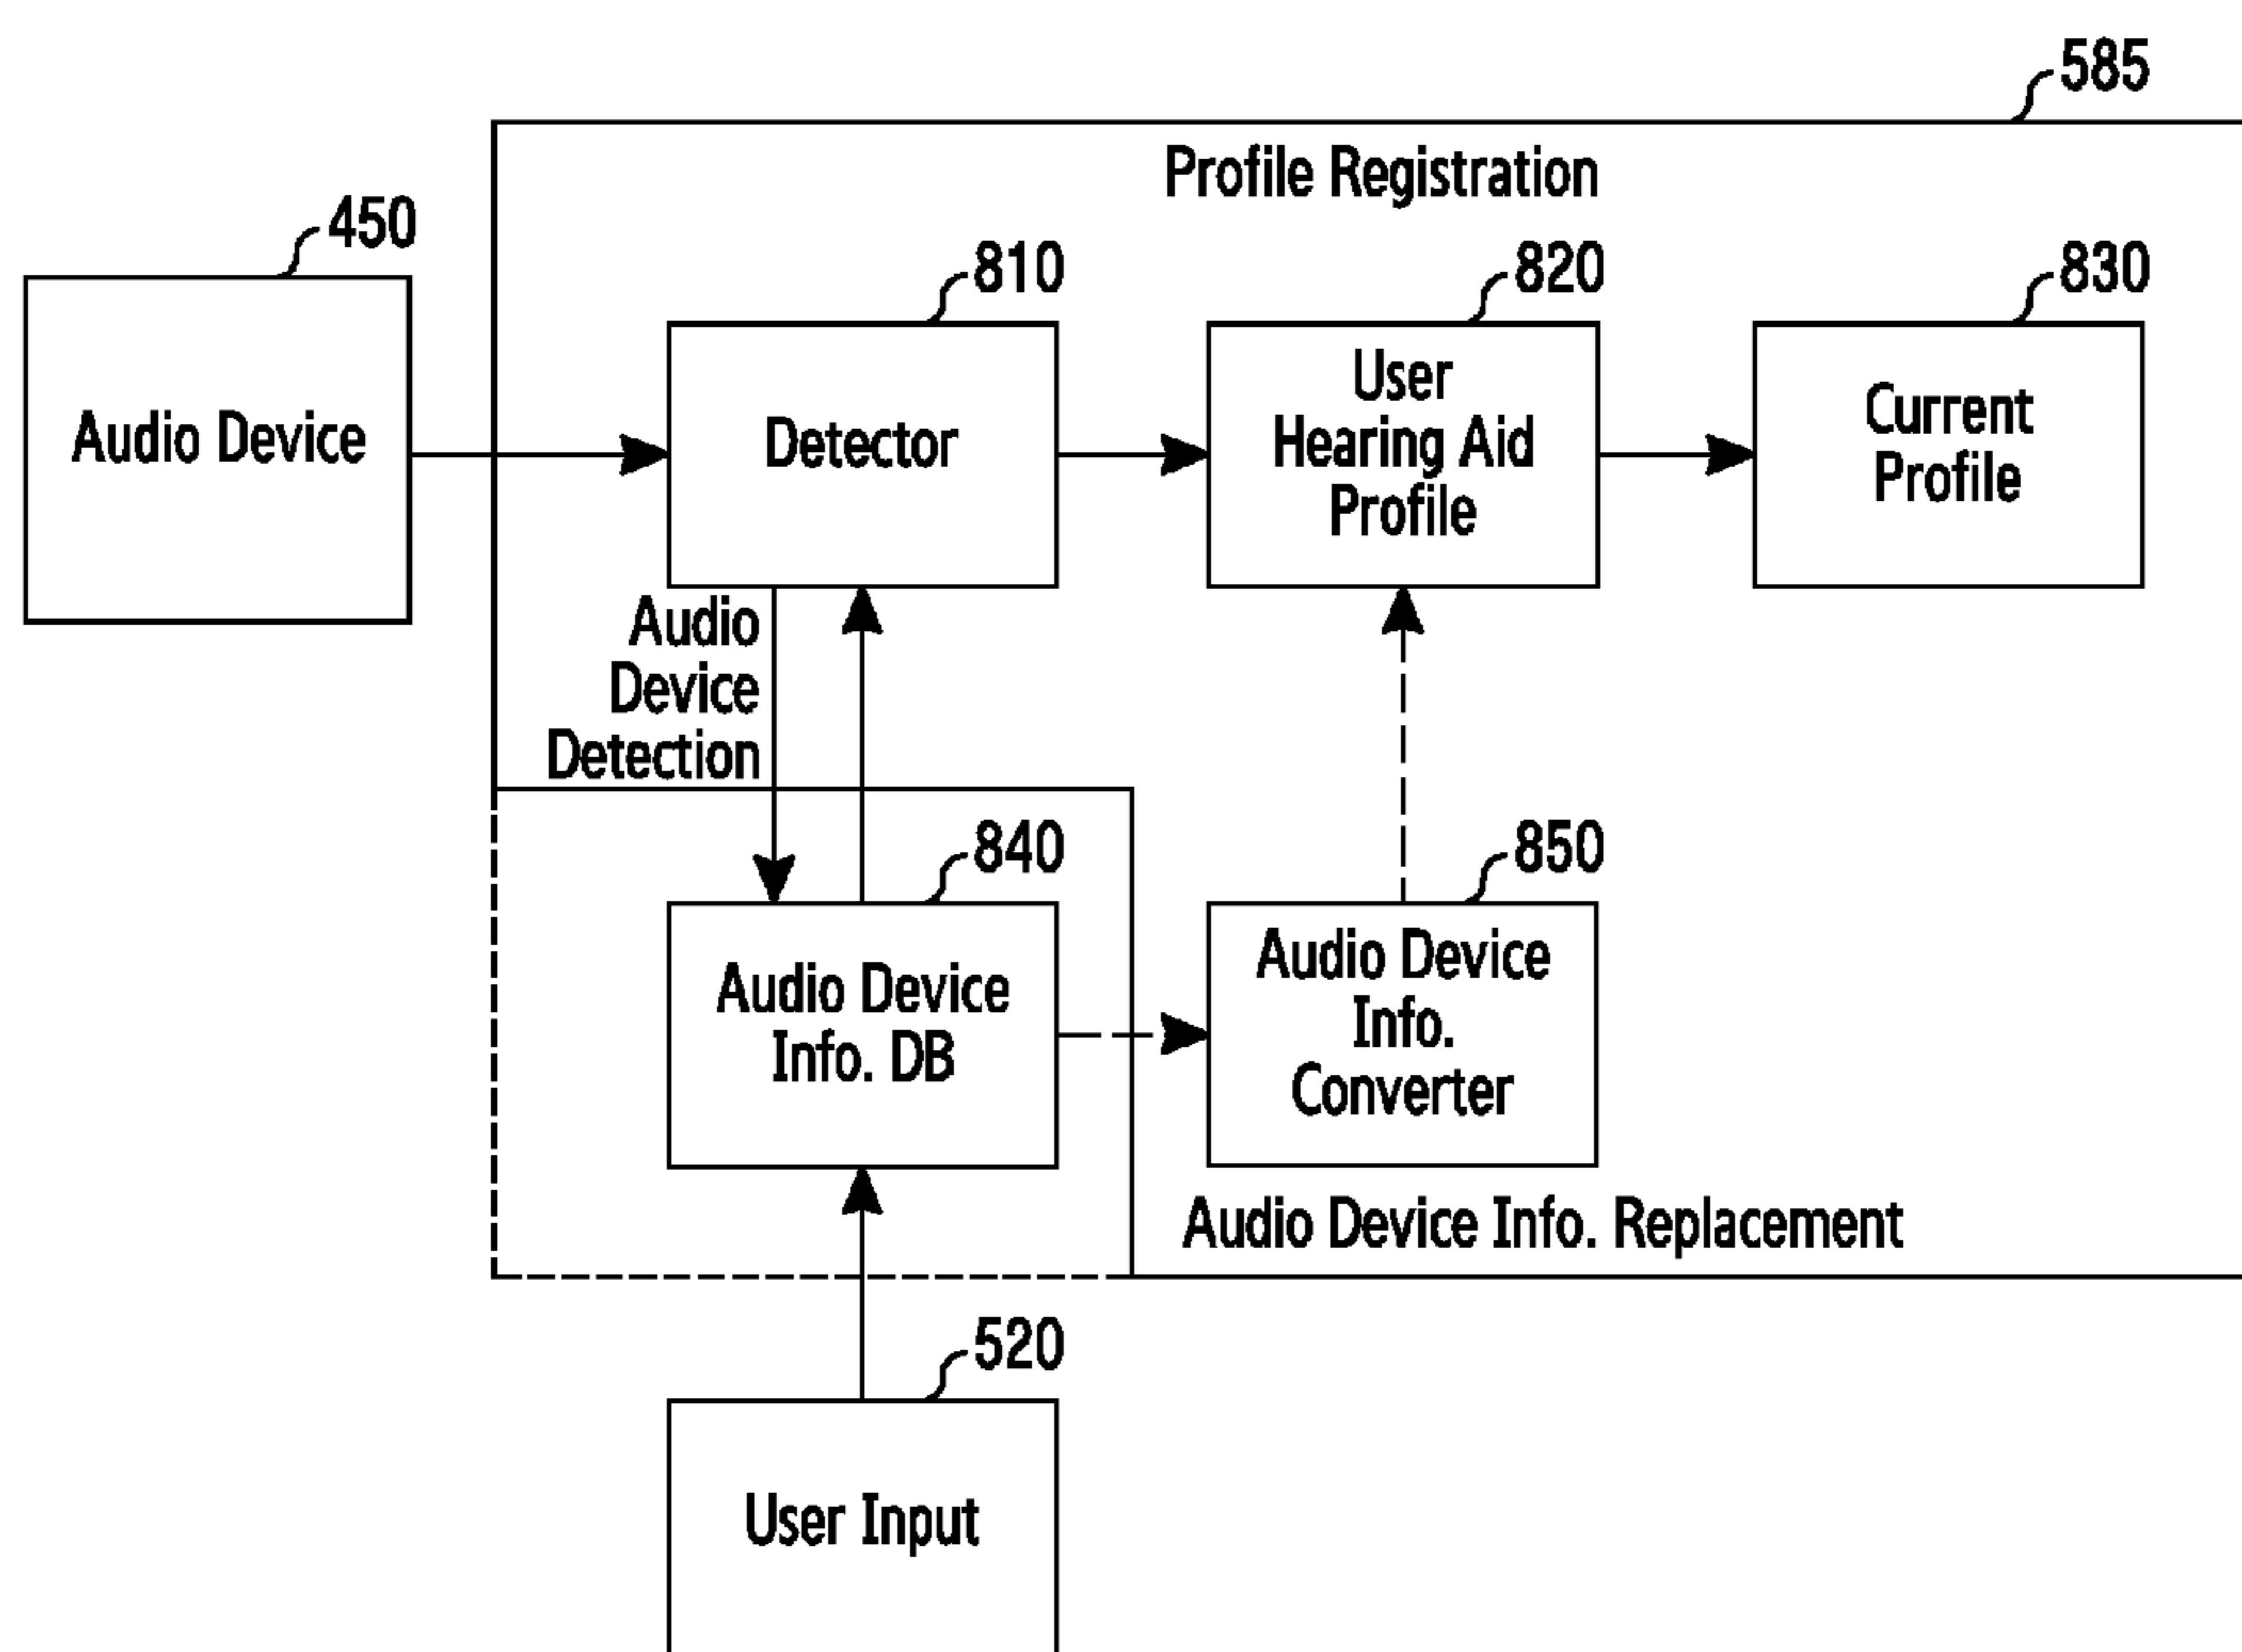 585
Profile Registration
450
810
820
830
Audio Device
Detector
User
Hearing Aid
Profile
Current
Profile
Audio
Device
Detection
840
850
Audio Device
Info. DB
Audio Device
Info.
Converter
Audio Device Info. Replacement
520
User Input